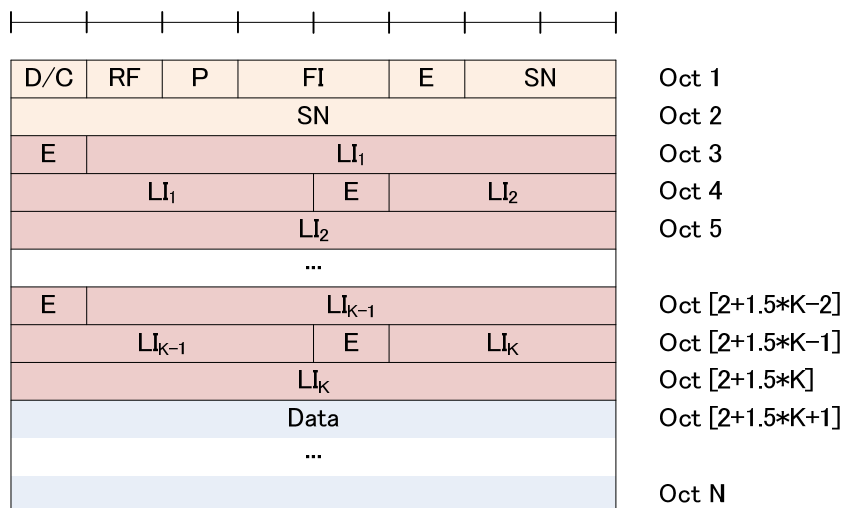 D/C RF P FI E SN Oct 1
SN Oct 2
E LI₁ Oct 3
LI₁ E LI₂ Oct 4
LI₂ Oct 5
...
E LIK-1 Oct [2+1.5*K-2]
LIK-1 E LIK Oct [2+1.5*K-1]
LIK Oct [2+1.5*K]
Data Oct [2+1.5*K+1]
...
Oct N